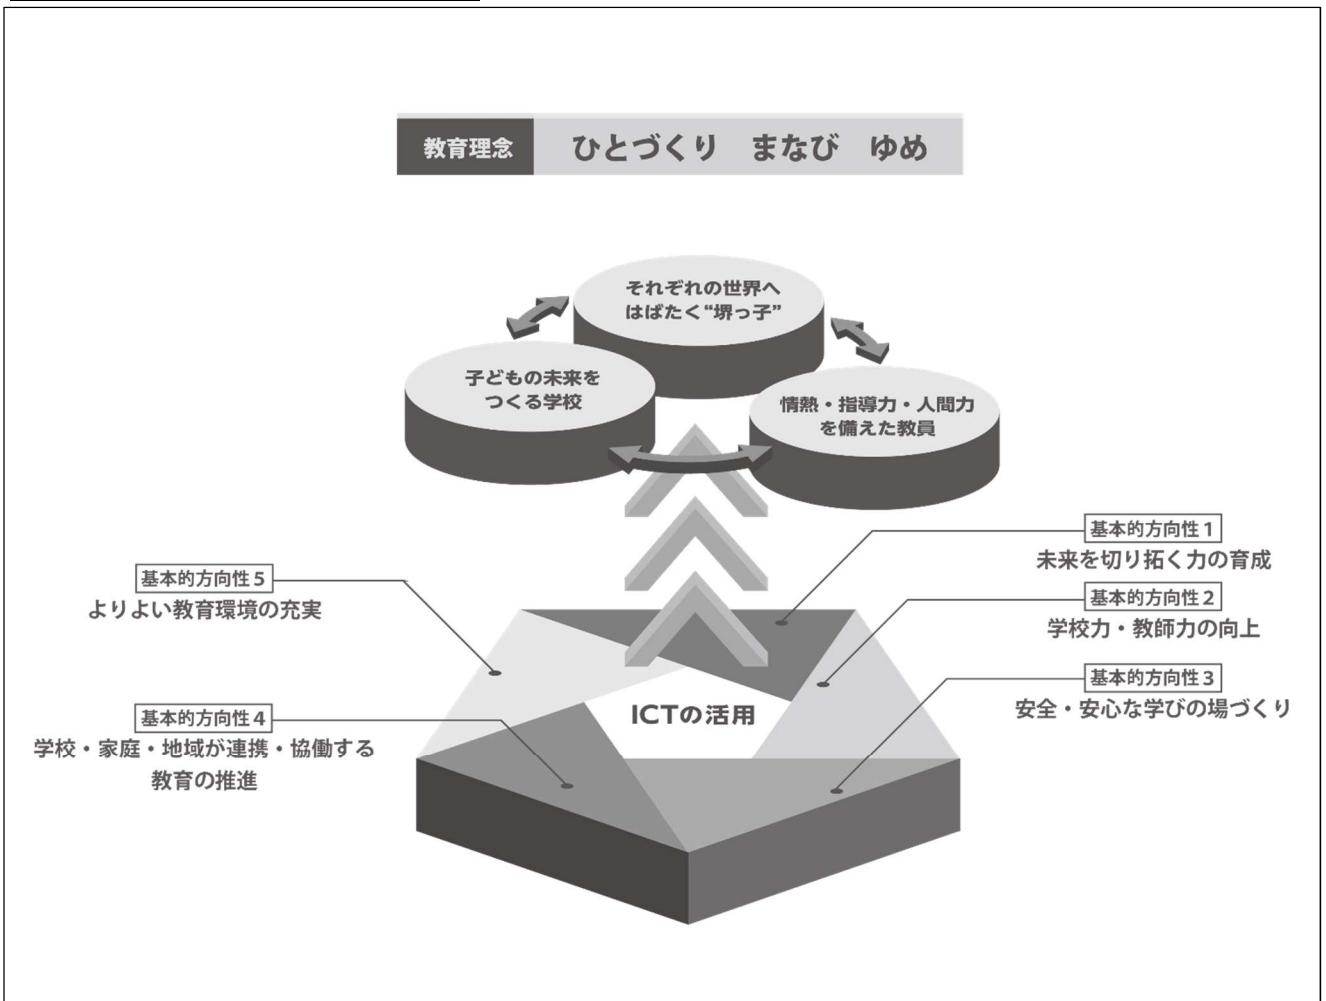 教育理念 ひとづくり まなび ゆめ
それぞれの世界へ
はばたく“堺っ子”
子どもの未来を
つくる学校
情熱・指導力・人間力
を備えた教員
基本的方向性1
未来を切り拓く力の育成
基本的方向性2
学校力・教師力の向上
基本的方向性3
安全・安心な学びの場づくり
基本的方向性5
よりよい教育環境の充実
基本的方向性4
学校・家庭・地域が連携・協働する
教育の推進
ICTの活用